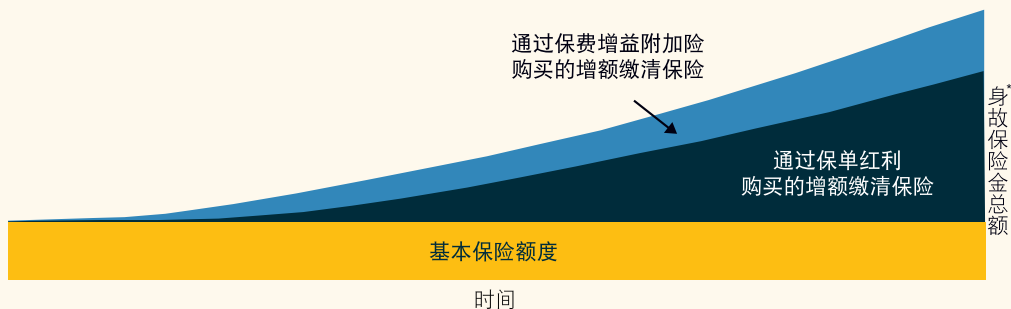 通过保费增益附加险
购买的增额缴清保险
通过保单红利
购买的增额缴清保险
身故保险金总额*
基本保险额度
时间